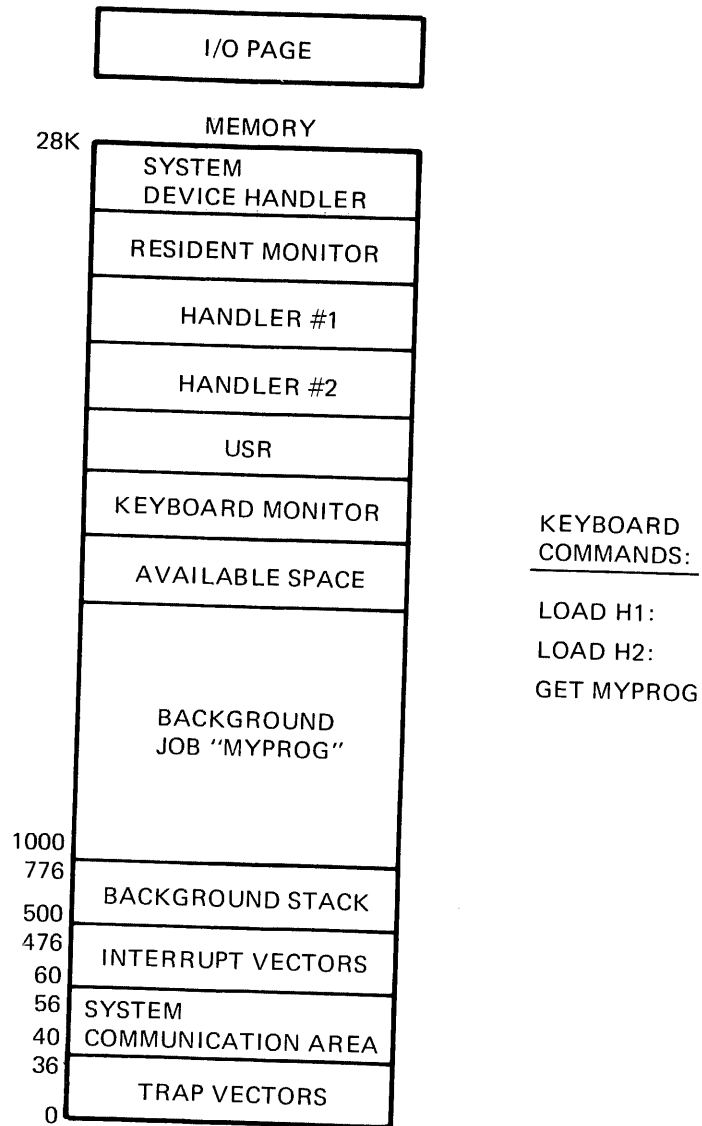 I/O PAGE
MEMORY
28K
SYSTEM
DEVICE HANDLER
RESIDENT MONITOR
HANDLER #1
HANDLER #2
USR
KEYBOARD MONITOR
AVAILABLE SPACE
BACKGROUND
JOB "MYPROG"
1000
776
BACKGROUND STACK
500
476
INTERRUPT VECTORS
60
56
SYSTEM
COMMUNICATION AREA
40
36
TRAP VECTORS
0
KEYBOARD
COMMANDS:
LOAD H1:
LOAD H2:
GET MYPROG